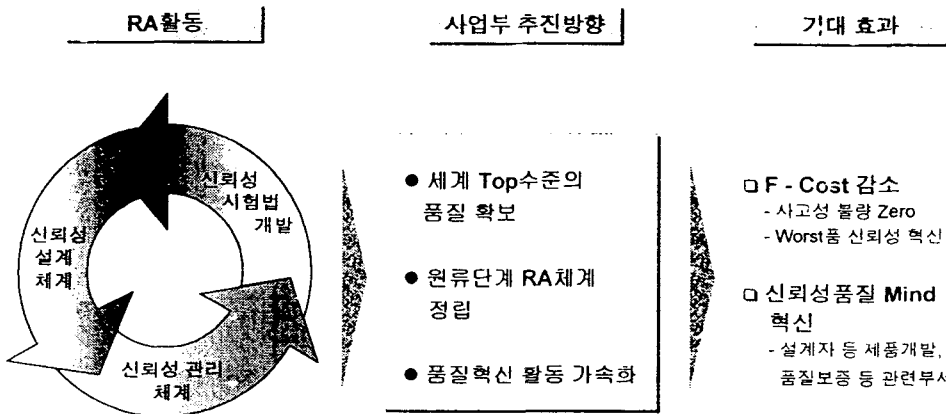 RA활동
사업부 추진방향
기대 효과
신뢰성
시험법
개발
신뢰성
설계
체계
신뢰성 관리
체계
● 세계 Top수준의
품질 확보
● 원류단계 RA체계
정립
● 품질혁신 활동 가속화
□ F - Cost 감소
- 사고성 불량 Zero
- Worst품 신뢰성 혁신
□ 신뢰성품질 Mind
혁신
- 설계자 등 제품개발,
품질보증 등 관련부서